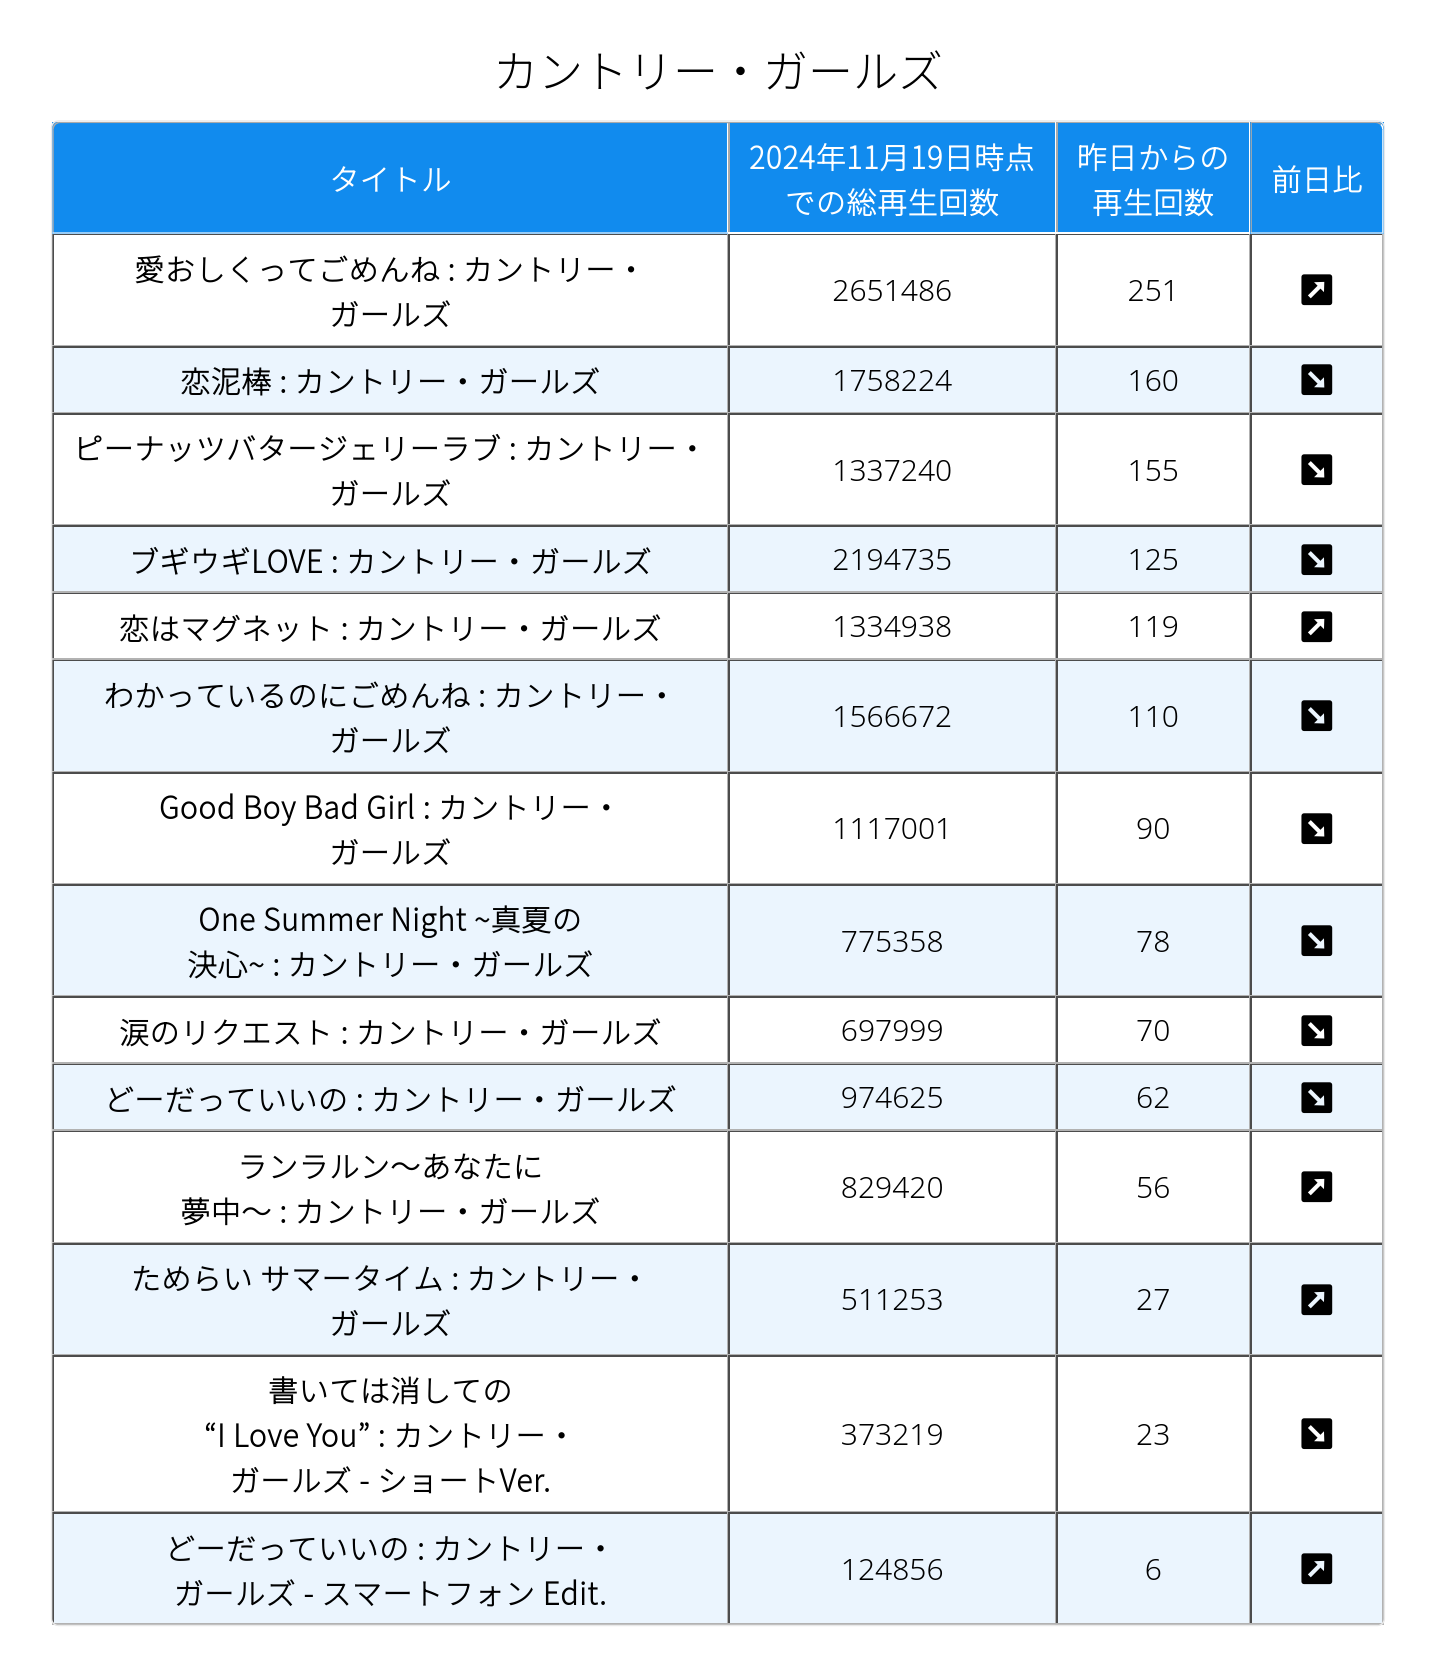 カントリー・ガールズ
タイトル
2024年11月19日時点
での総再生回数
昨日からの
再生回数
前日比
愛おしくってごめんね : カントリー・
ガールズ
2651486
251
↗
恋泥棒 : カントリー・ガールズ
1758224
160
↘
ピーナッツバタージェリーラブ : カントリー・
ガールズ
1337240
155
↘
ブギウギLOVE : カントリー・ガールズ
2194735
125
↘
恋はマグネット : カントリー・ガールズ
1334938
119
↗
わかっているのにごめんね : カントリー・
ガールズ
1566672
110
↘
Good Boy Bad Girl : カントリー・
ガールズ
1117001
90
↘
One Summer Night ~真夏の
決心~ : カントリー・ガールズ
775358
78
↘
涙のリクエスト : カントリー・ガールズ
697999
70
↘
どーだっていいの : カントリー・ガールズ
974625
62
↘
ランラルン～あなたに
夢中～ : カントリー・ガールズ
829420
56
↗
ためらい サマータイム : カントリー・
ガールズ
511253
27
↗
書いては消しての
“I Love You” : カントリー・
ガールズ - ショートVer.
373219
23
↘
どーだっていいの : カントリー・
ガールズ - スマートフォン Edit.
124856
6
↗